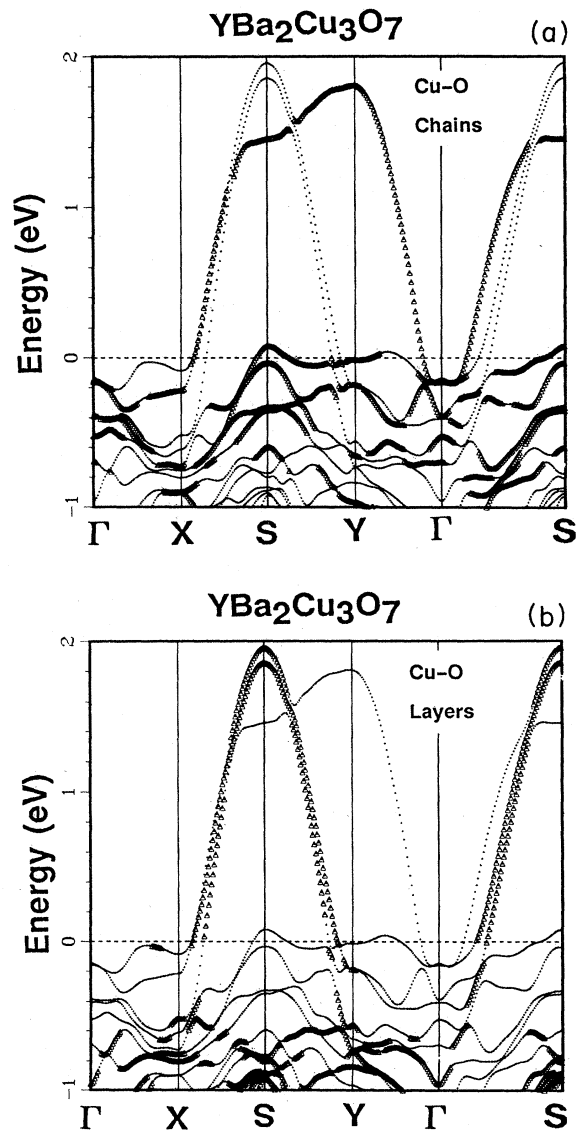 YBa2Cu3O7
(a)
Cu–O
Chains
Energy (eV)
2
1
0
−1
Γ X S Y Γ S
YBa2Cu3O7
(b)
Cu–O
Layers
Energy (eV)
2
1
0
−1
Γ X S Y Γ S